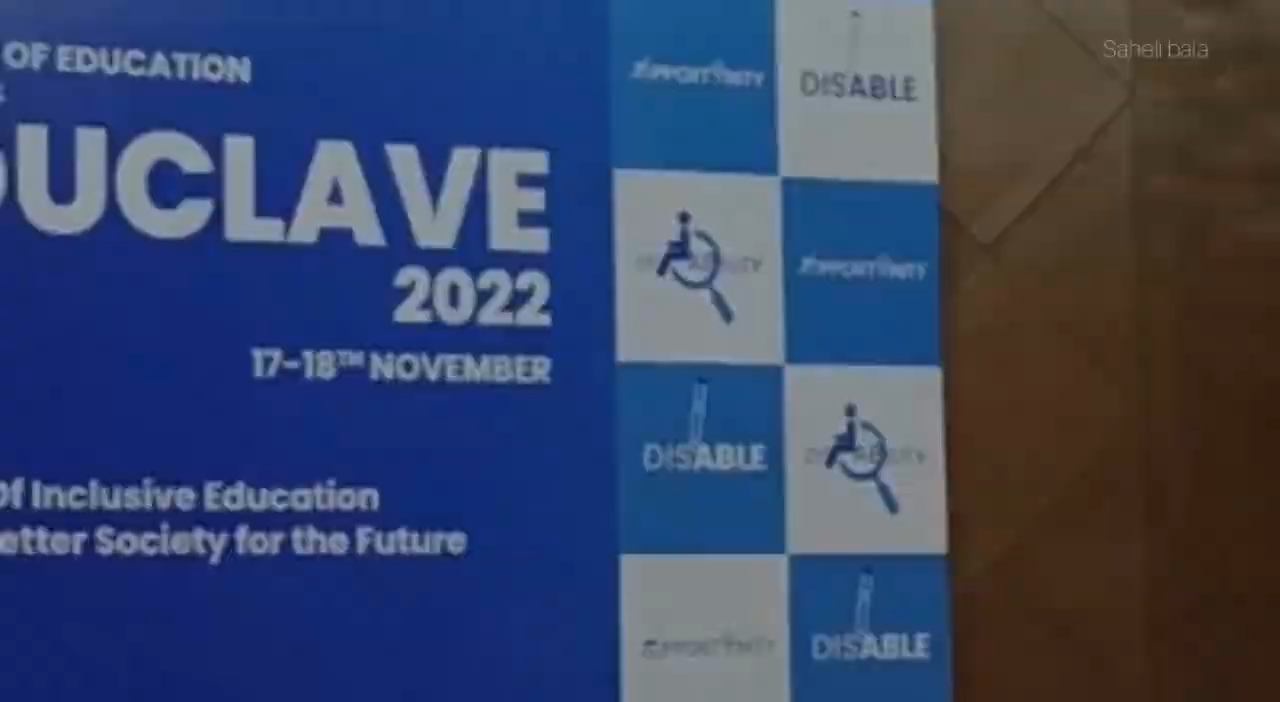 OF EDUCATION
UCLAVE
2022
17-18TH NOVEMBER
Of Inclusive Education
etter Society for the Future
DISABLE
DISABLE
DISABLE
Saheli bala